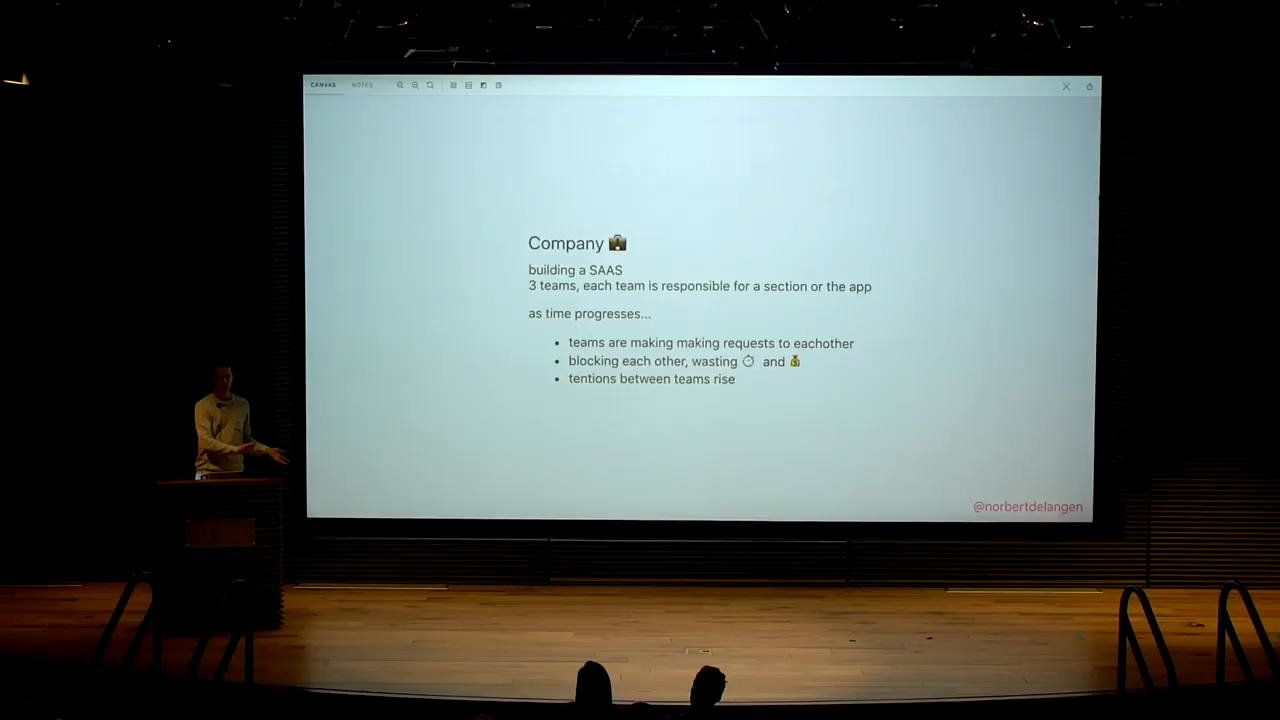 CANVAS NOTES
Company 💼
building a SAAS
3 teams, each team is responsible for a section or the app
as time progresses...
• teams are making making requests to eachother
• blocking each other, wasting ⏱ and 💰
• tentions between teams rise
@norbertdelangen